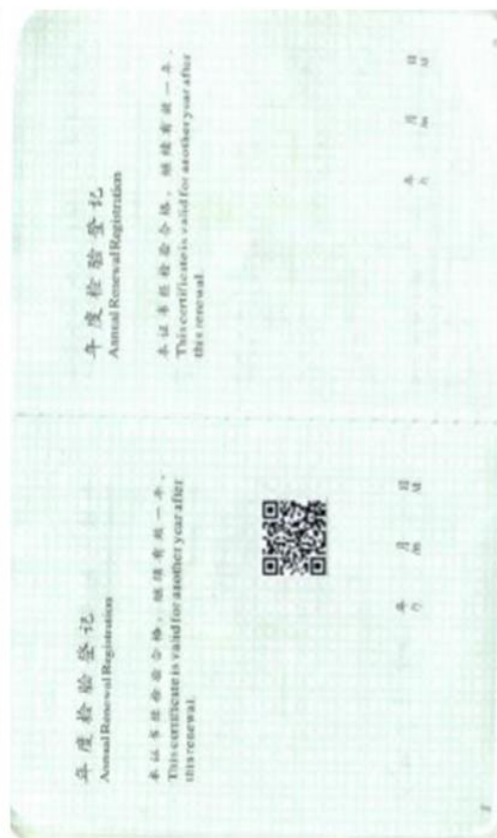 年度检验登记
Annual Renewal Registration
本证书经检验合格，继续有效一年。
This certificate is valid for another year after
this renewal.
年 月 日
年度检验登记
Annual Renewal Registration
本证书经检验合格，继续有效一年。
This certificate is valid for another year after
this renewal.
年 月 日